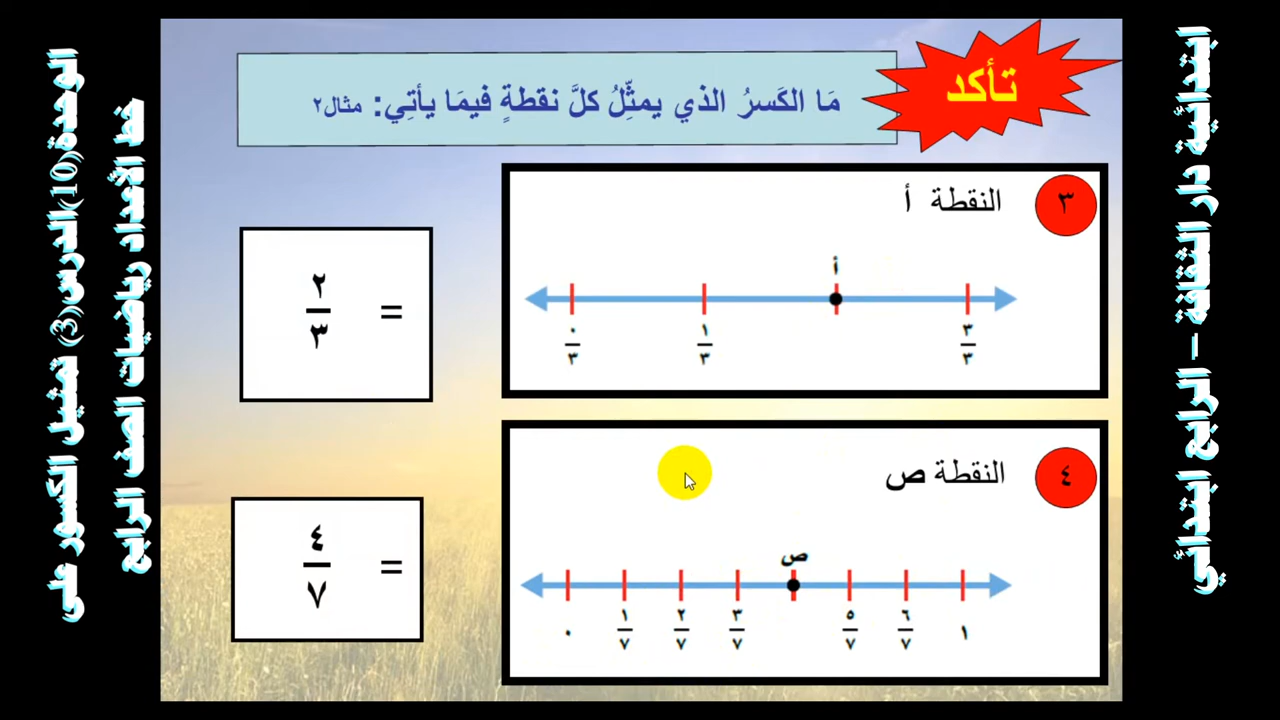 تأكد
مَا الكَسرُ الذي يمثِّلُ كلَّ نقطةٍ فيمَا يأتِي: مثال٢
٣
النقطة أ
أ
٠/٣ ١/٣ ٣/٣
= ٢/٣
٤
النقطة ص
ص
٠ ١/٧ ٢/٧ ٣/٧ ٥/٧ ٦/٧ ١
= ٤/٧
ابتدائية دار الثقافة – الرابع ابتدائي
الوحدة(10)الدرس(3) تمثيل الكسور على
خط الأعداد رياضيات الصف الرابع